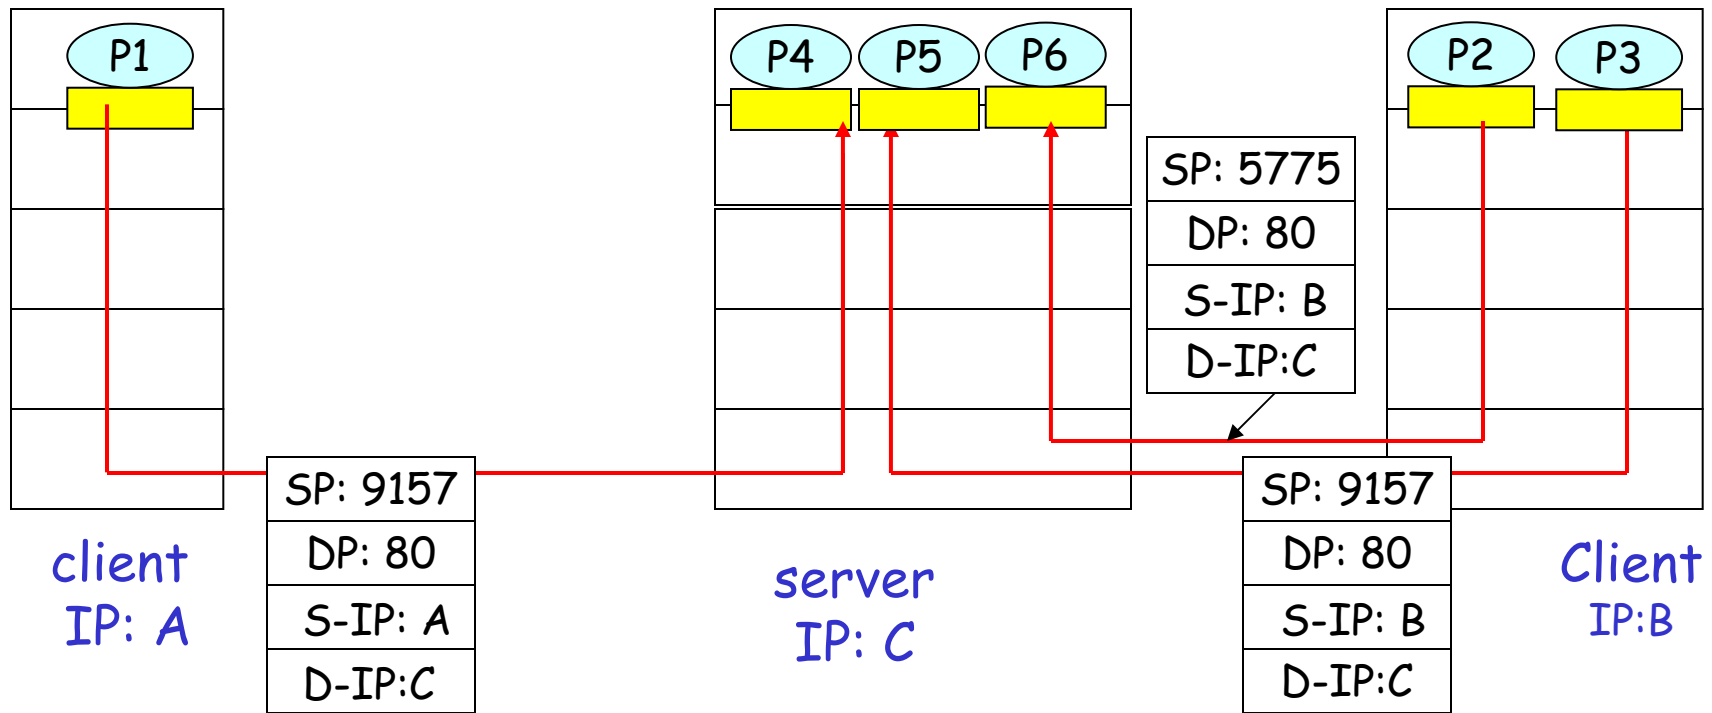 P1
P4
P5
P6
P2
P3
SP: 5775
DP: 80
S-IP: B
D-IP:C
SP: 9157
DP: 80
S-IP: A
D-IP:C
SP: 9157
DP: 80
S-IP: B
D-IP:C
client
IP: A
server
IP: C
Client
IP:B